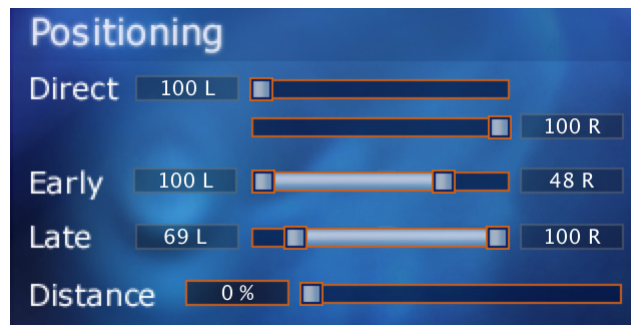 Positioning
Direct 100 L
100 R
Early 100 L 48 R
Late 69 L 100 R
Distance 0 %